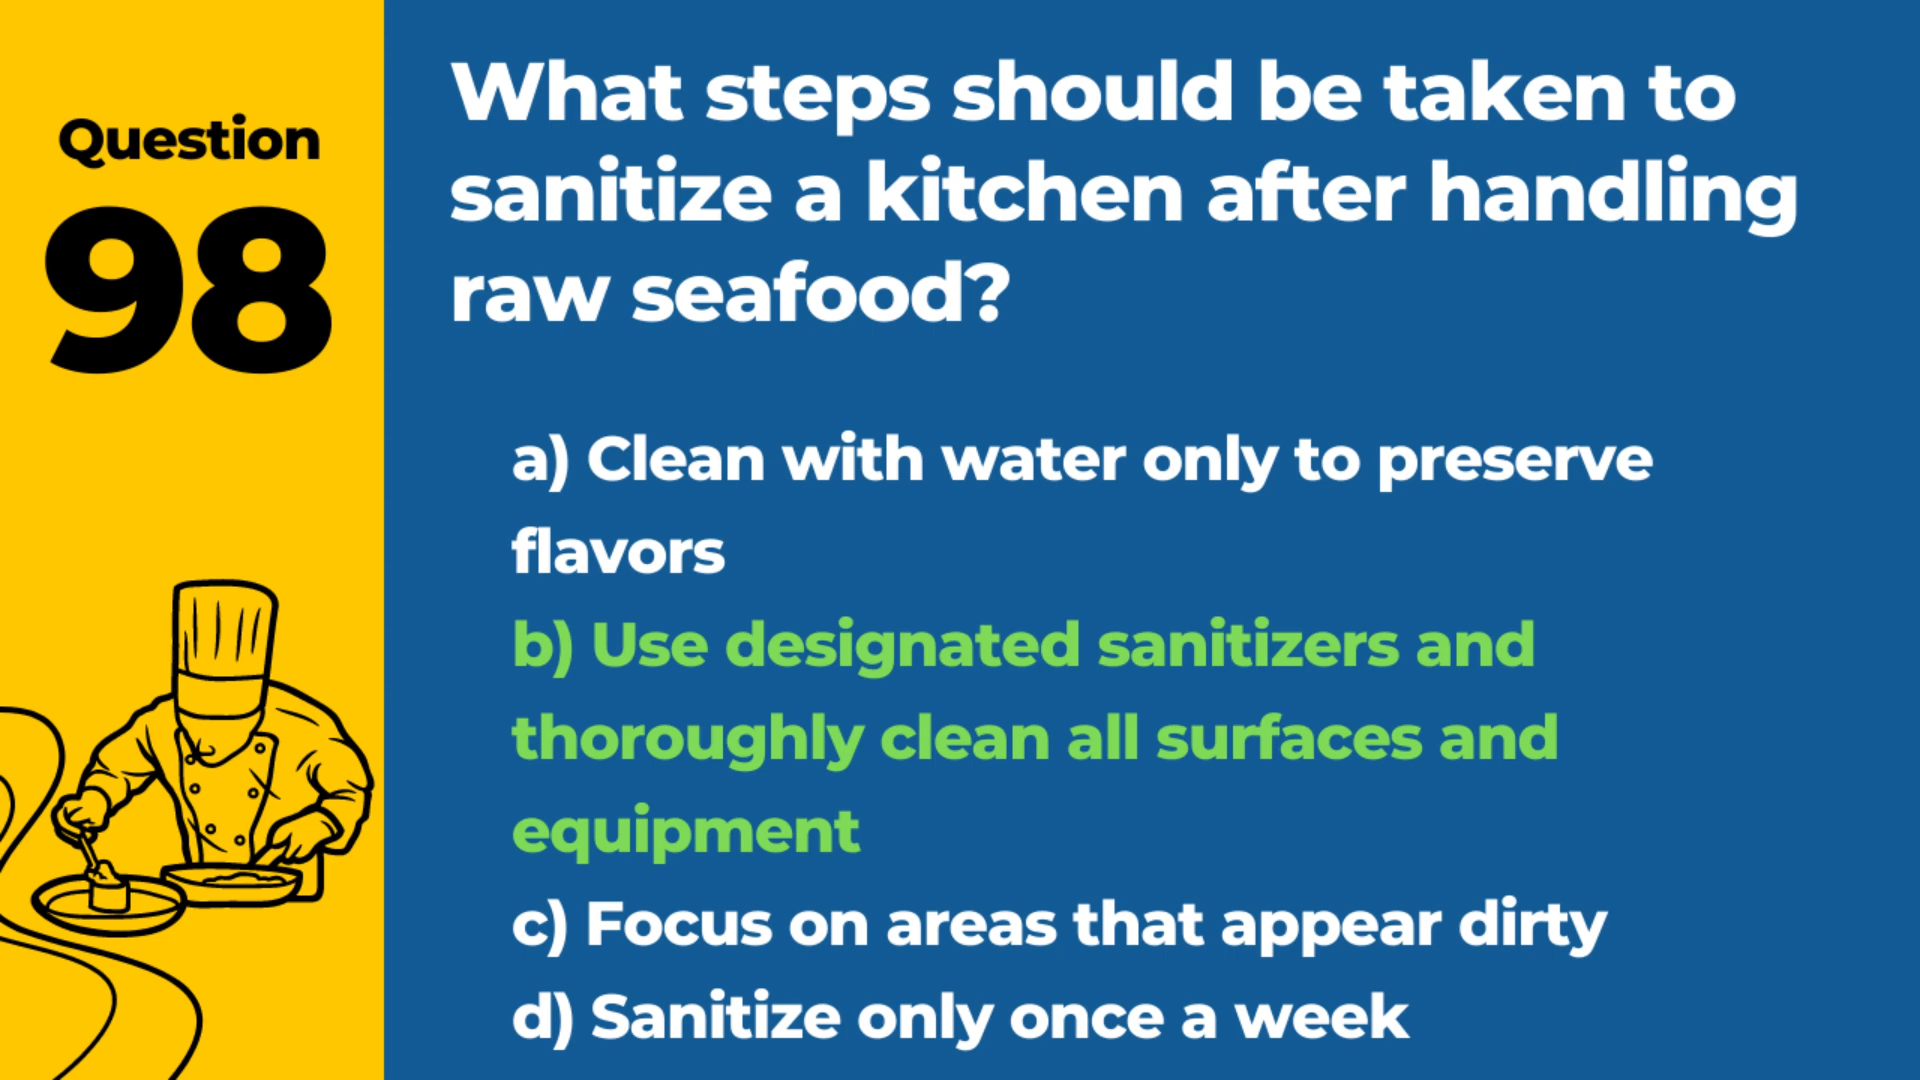 Question
98
What steps should be taken to
sanitize a kitchen after handling
raw seafood?
a) Clean with water only to preserve
flavors
b) Use designated sanitizers and
thoroughly clean all surfaces and
equipment
c) Focus on areas that appear dirty
d) Sanitize only once a week